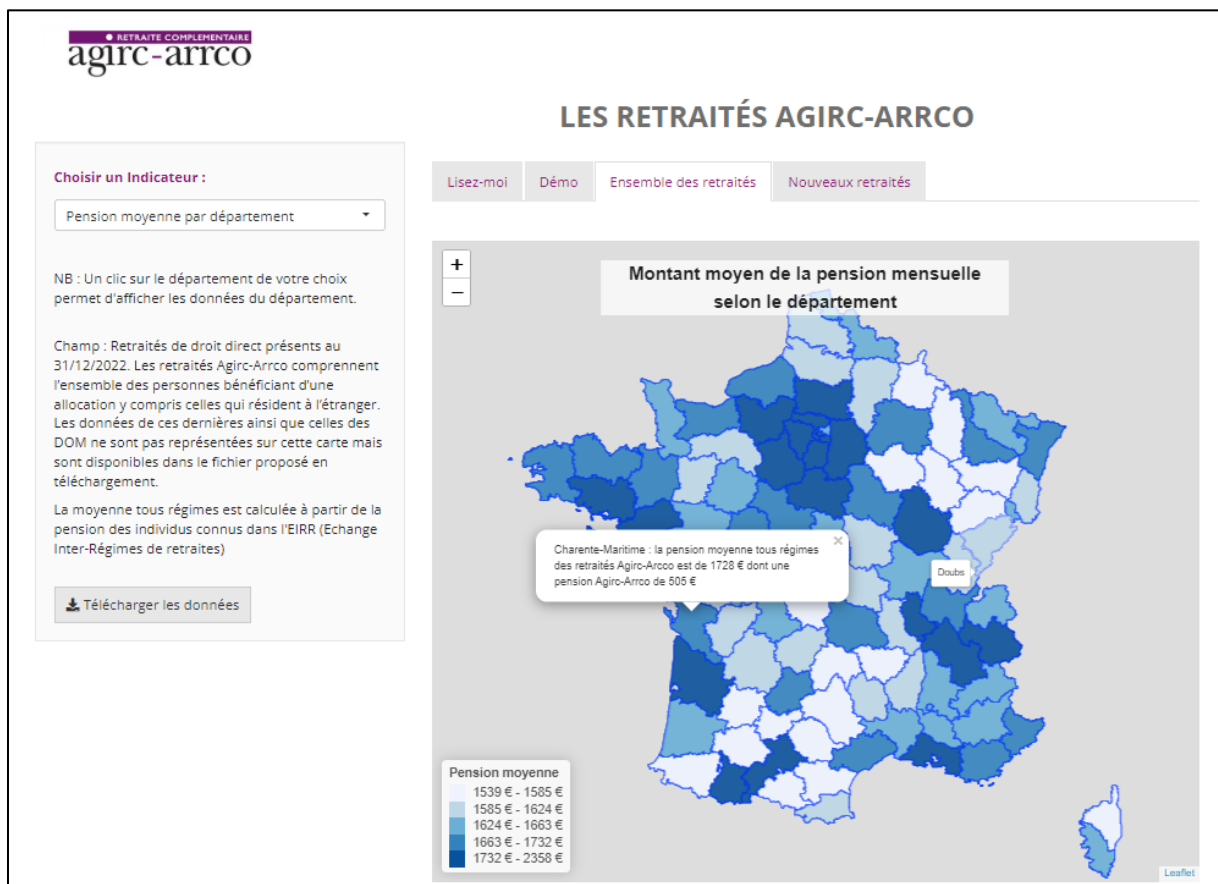 RETRAITE COMPLEMENTAIRE
agirc-arrco
LES RETRAITÉS AGIRC-ARRCO
Choisir un Indicateur :
Pension moyenne par département
NB : Un clic sur le département de votre choix
permet d'afficher les données du département.
Champ : Retraités de droit direct présents au
31/12/2022. Les retraités Agirc-Arrco comprennent
l'ensemble des personnes bénéficiant d'une
allocation y compris celles qui résident à l'étranger.
Les données de ces dernières ainsi que celles des
DOM ne sont pas représentées sur cette carte mais
sont disponibles dans le fichier proposé en
téléchargement.
La moyenne tous régimes est calculée à partir de la
pension des individus connus dans l'EIRR (Echange
Inter-Régimes de retraites)
Télécharger les données
Lisez-moi
Démo
Ensemble des retraités
Nouveaux retraités
+
−
Montant moyen de la pension mensuelle
selon le département
Charente-Maritime : la pension moyenne tous régimes
des retraités Agirc-Arcco est de 1728 € dont une
pension Agirc-Arrco de 505 €
×
Doubs
Pension moyenne
1539 € - 1585 €
1585 € - 1624 €
1624 € - 1663 €
1663 € - 1732 €
1732 € - 2358 €
Leaflet